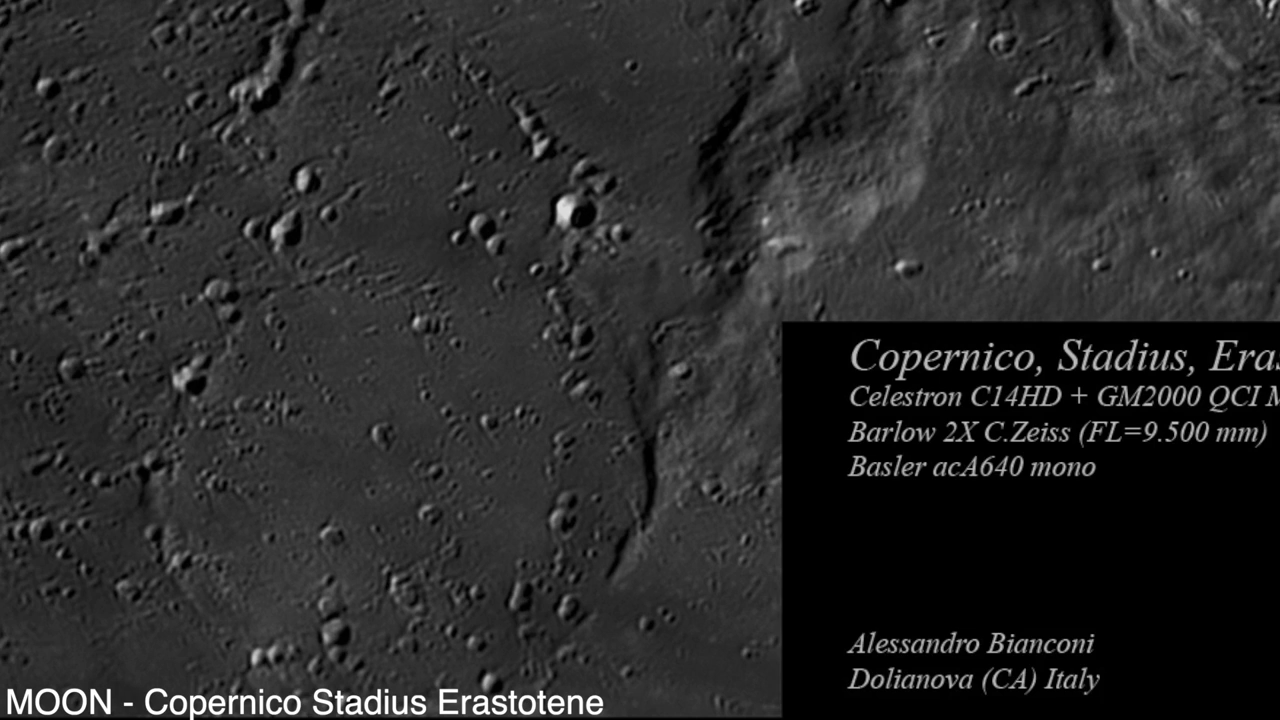 Copernico, Stadius, Eras
Celestron C14HD + GM2000 QCI M
Barlow 2X C.Zeiss (FL=9.500 mm)
Basler acA640 mono
Alessandro Bianconi
Dolianova (CA) Italy
MOON - Copernico Stadius Erastotene